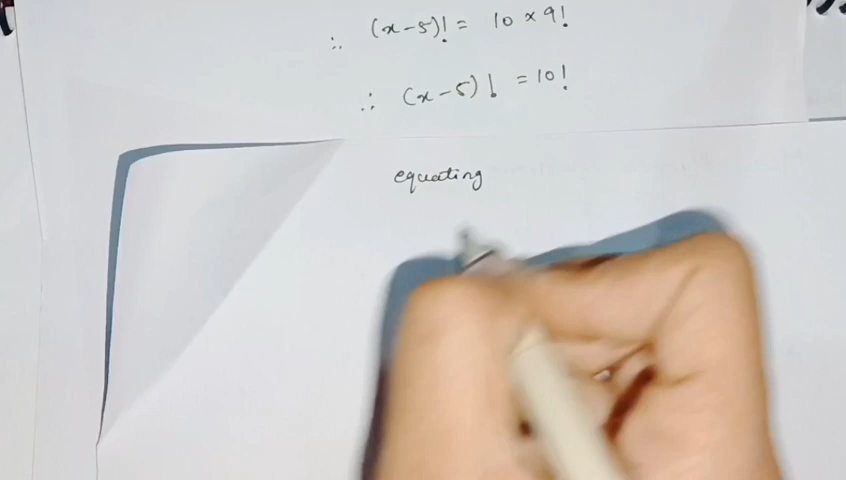 ∴ (x-5)! = 10 × 9!
∴ (x-5)! = 10!
equating